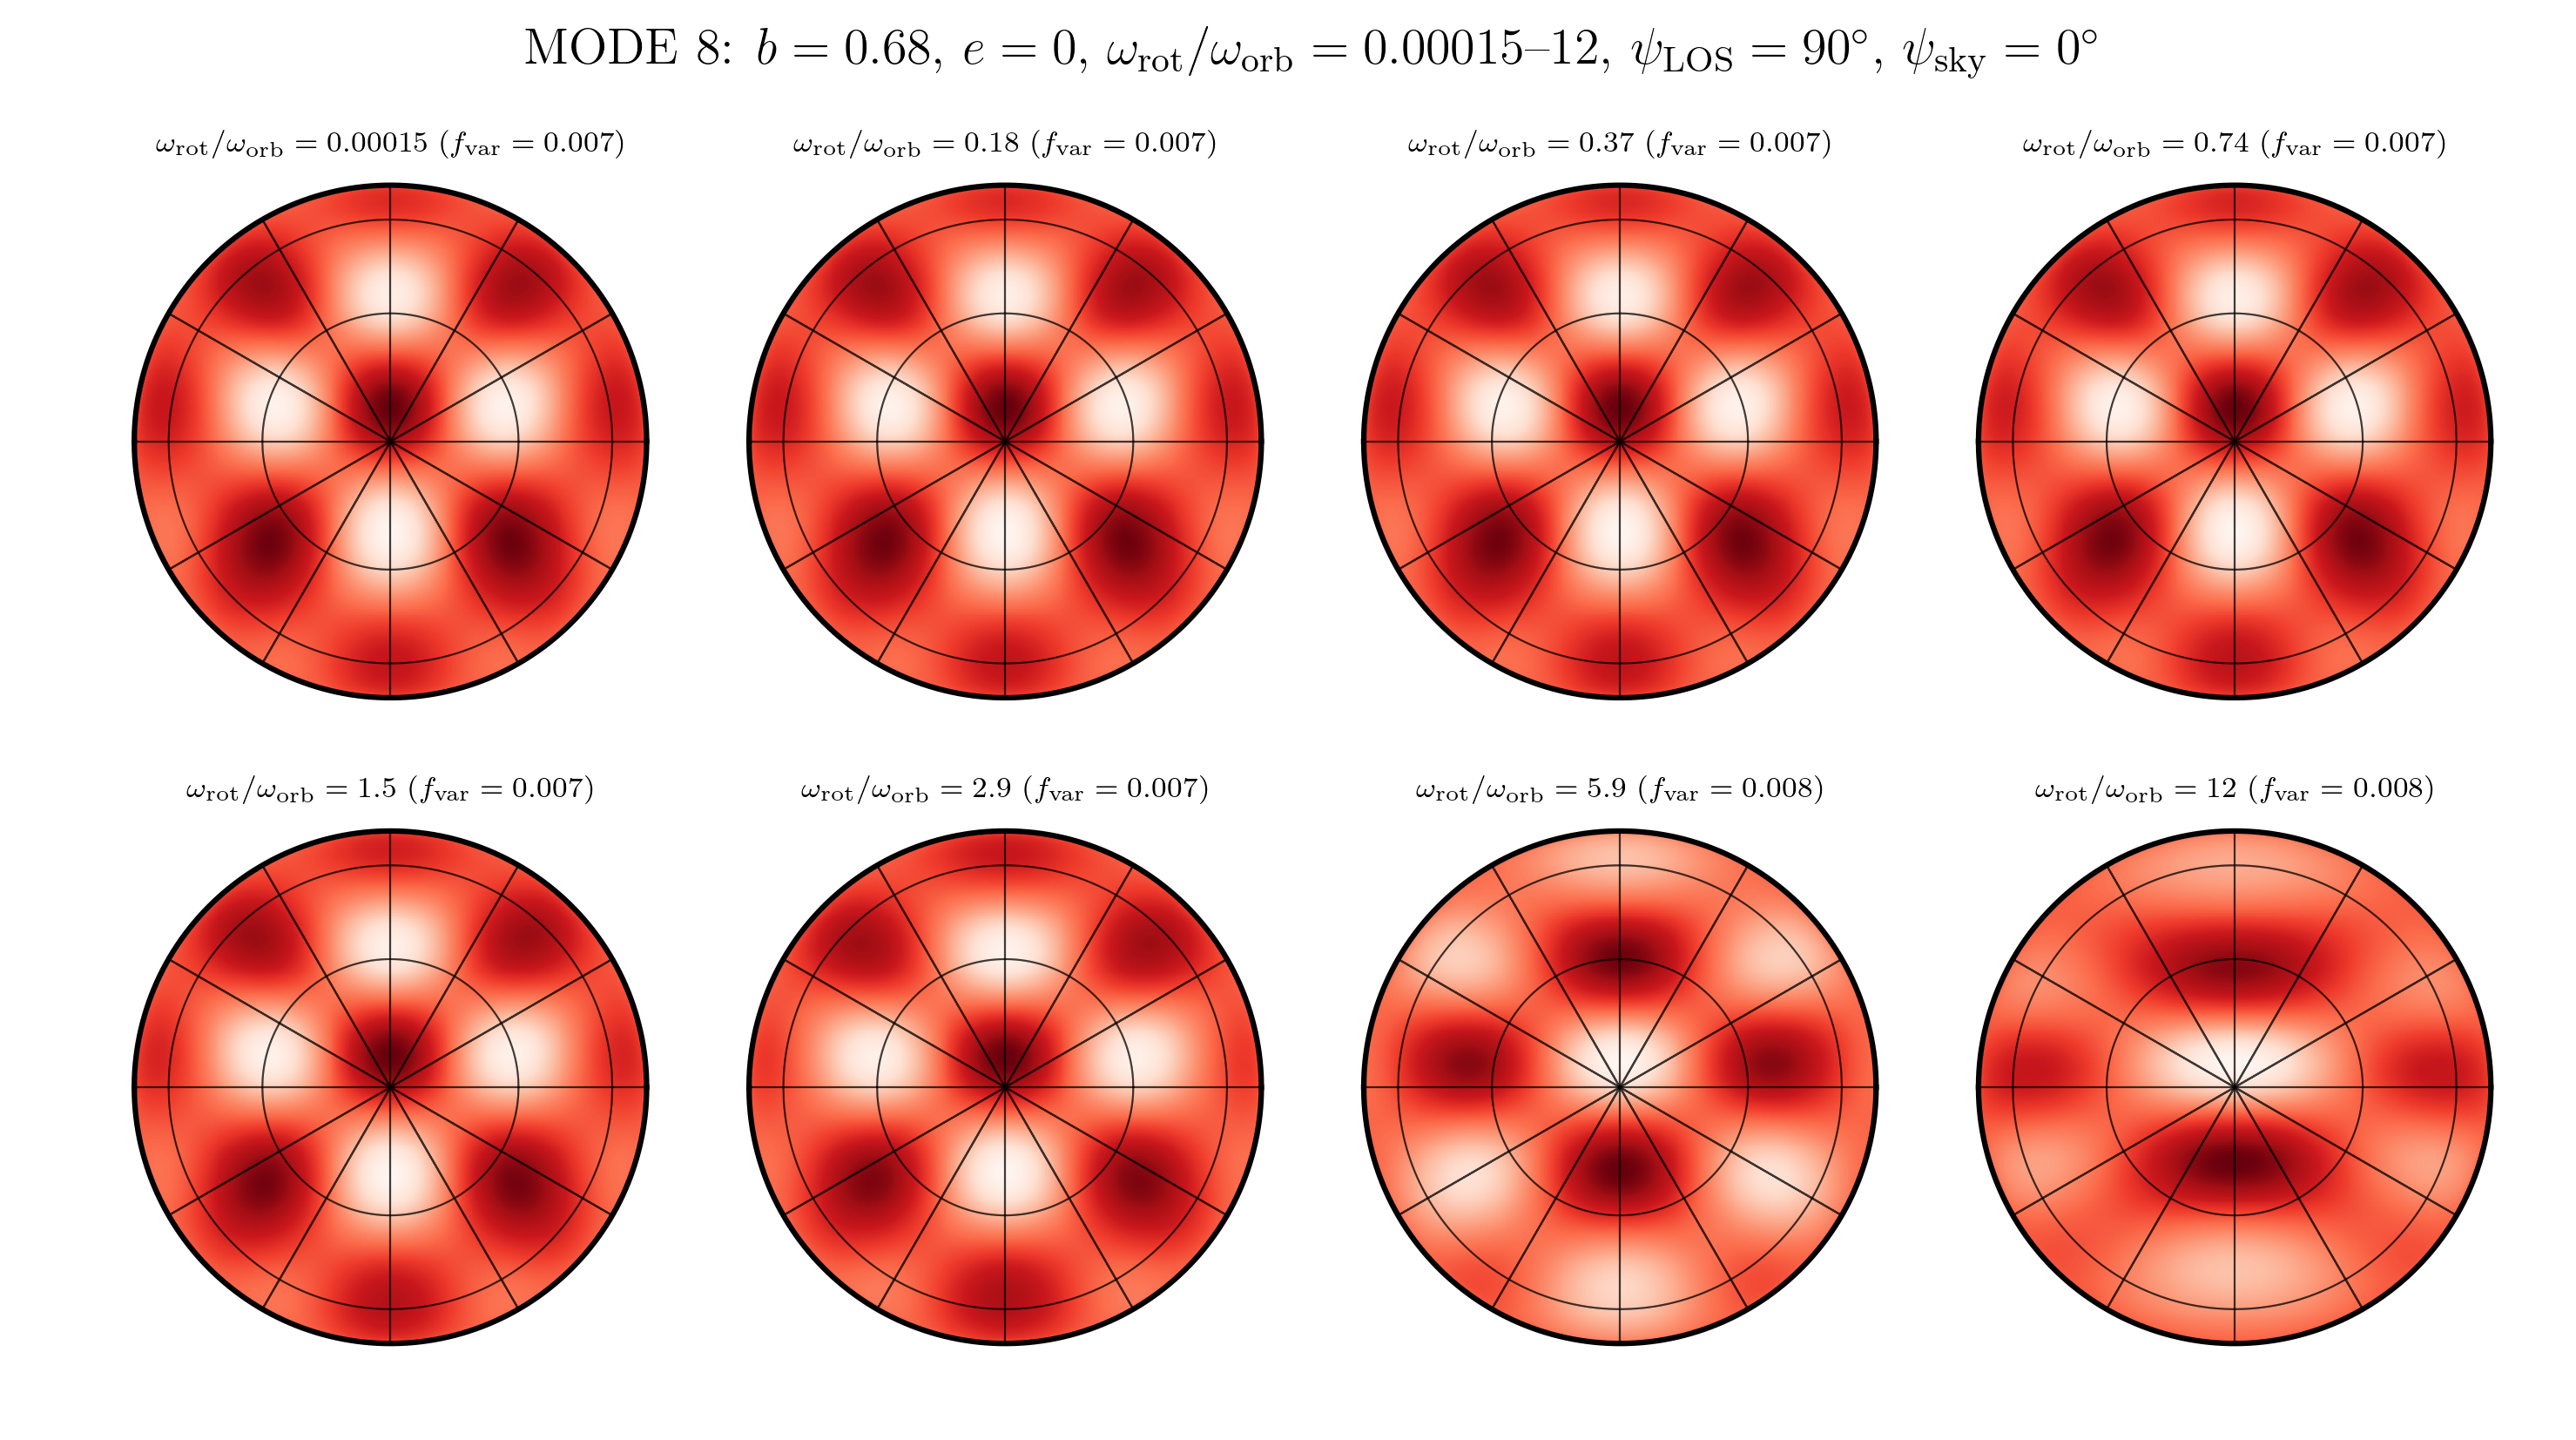 MODE 8: b = 0.68, e = 0, ω_rot/ω_orb = 0.00015–12, ψ_LOS = 90°, ψ_sky = 0°
ω_rot/ω_orb = 0.00015 (f_var = 0.007)
ω_rot/ω_orb = 0.18 (f_var = 0.007)
ω_rot/ω_orb = 0.37 (f_var = 0.007)
ω_rot/ω_orb = 0.74 (f_var = 0.007)
ω_rot/ω_orb = 1.5 (f_var = 0.007)
ω_rot/ω_orb = 2.9 (f_var = 0.007)
ω_rot/ω_orb = 5.9 (f_var = 0.008)
ω_rot/ω_orb = 12 (f_var = 0.008)